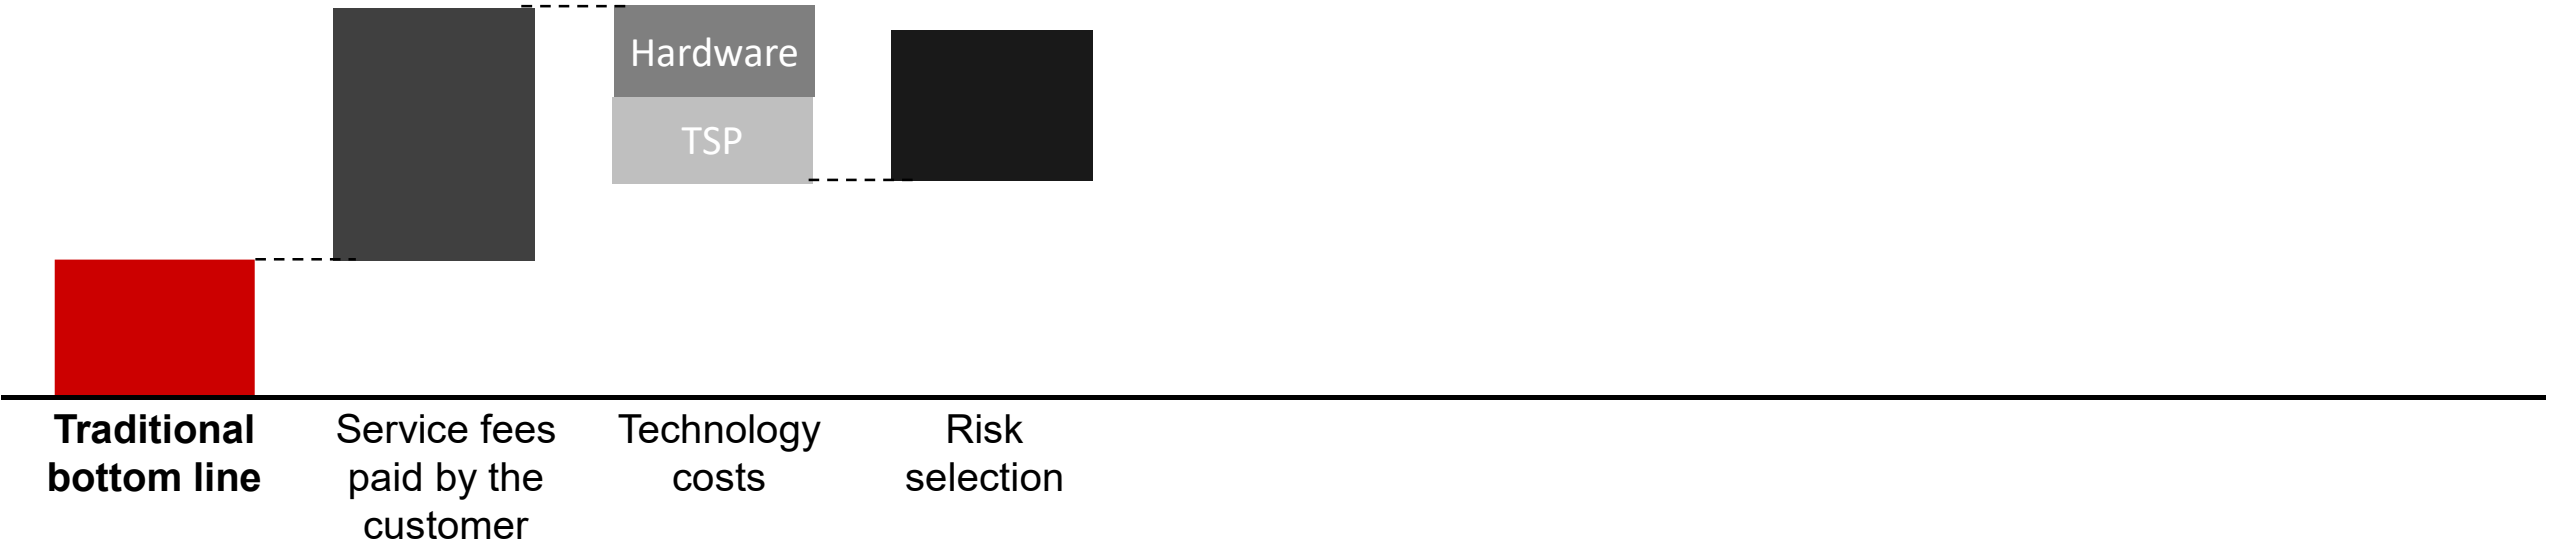 Hardware
TSP
Traditional
bottom line
Service fees
paid by the
customer
Technology
costs
Risk
selection